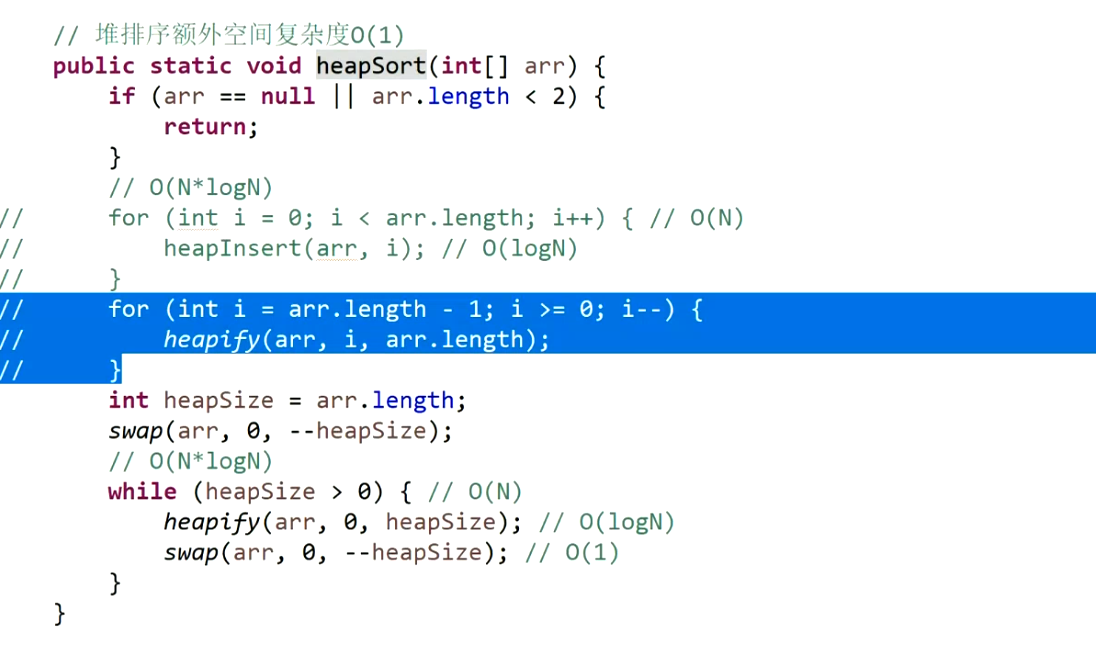 // 堆排序额外空间复杂度O(1)
public static void heapSort(int[] arr) {
if (arr == null || arr.length < 2) {
return;
}
// O(N*logN)
// for (int i = 0; i < arr.length; i++) { // O(N)
// heapInsert(arr, i); // O(logN)
// }
// for (int i = arr.length - 1; i >= 0; i--) {
// heapify(arr, i, arr.length);
// }
int heapSize = arr.length;
swap(arr, 0, --heapSize);
// O(N*logN)
while (heapSize > 0) { // O(N)
heapify(arr, 0, heapSize); // O(logN)
swap(arr, 0, --heapSize); // O(1)
}
}